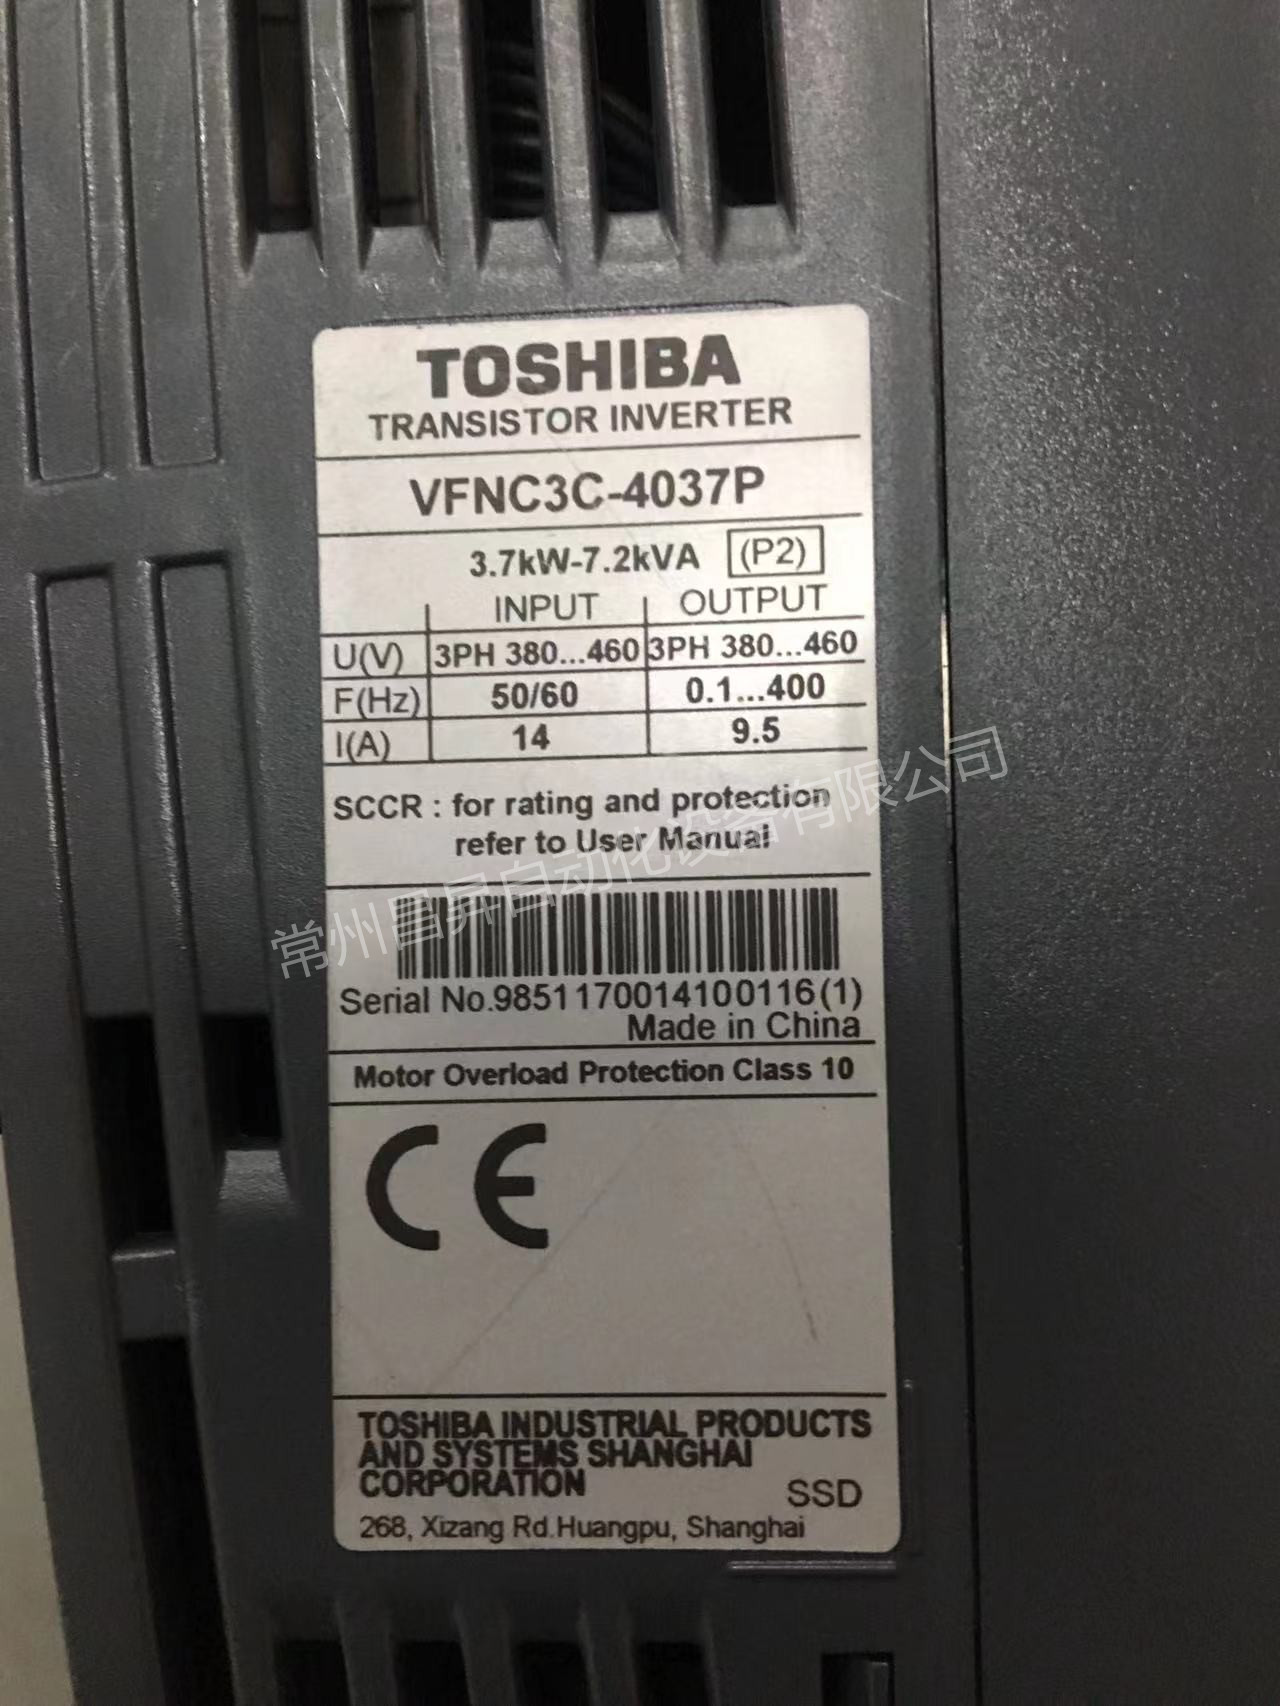 TOSHIBA
TRANSISTOR INVERTER
VFNC3C-4037P
3.7kW-7.2kVA (P2)
INPUT OUTPUT
U(V) 3PH 380...460 3PH 380...460
F(Hz) 50/60 0.1...400
I(A) 14 9.5
SCCR : for rating and protection
refer to User Manual
常州昌昇自动化设备有限公司
Serial No.9851170014100116(1)
Made in China
Motor Overload Protection Class 10
CE
TOSHIBA INDUSTRIAL PRODUCTS
AND SYSTEMS SHANGHAI
CORPORATION
SSD
268, Xizang Rd.Huangpu, Shanghai